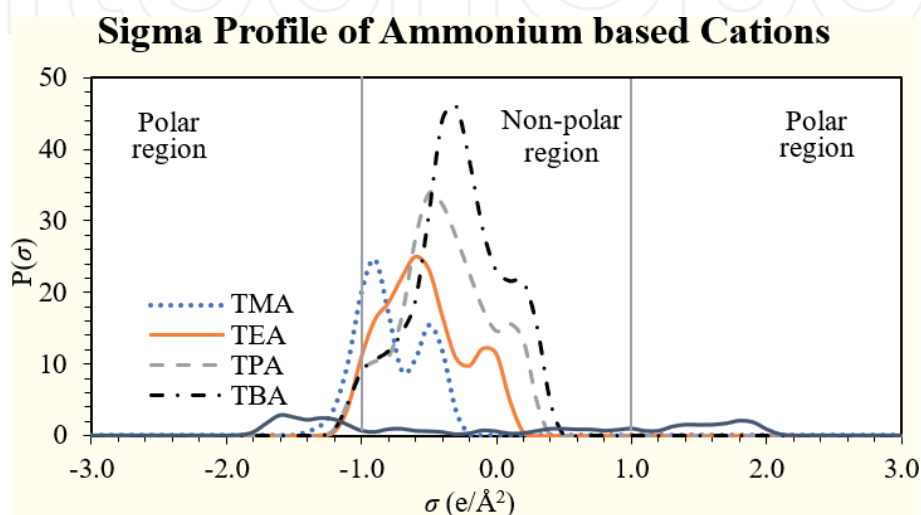 Sigma Profile of Ammonium based Cations
50
40
30
20
10
0
P(σ)
Polar
region
Non-polar
region
Polar
region
TMA
TEA
TPA
TBA
-3.0 -2.0 -1.0 0.0 1.0 2.0 3.0
σ (e/Å²)